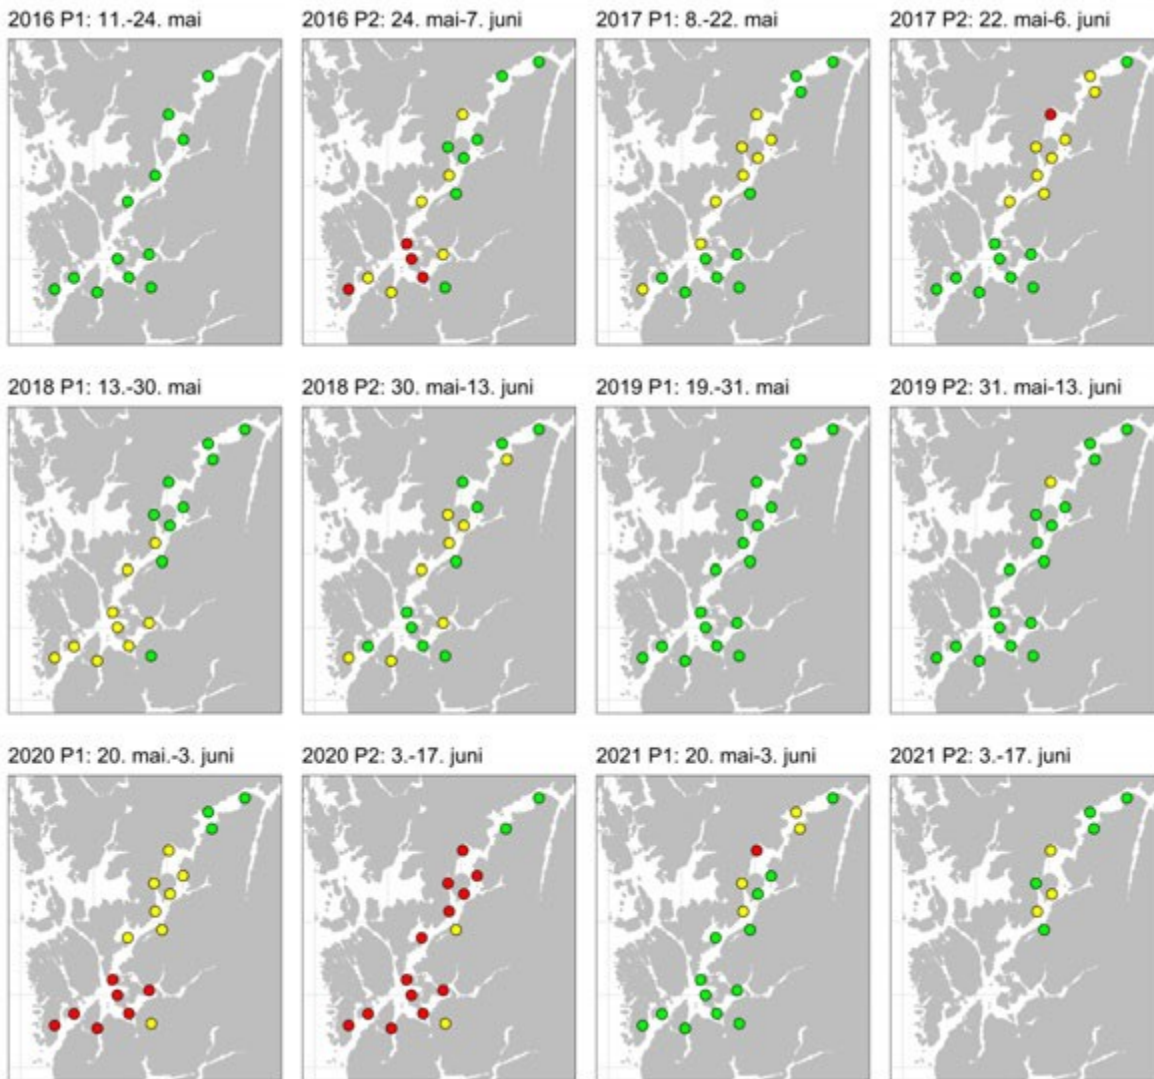 2016 P1: 11.-24. mai
2016 P2: 24. mai-7. juni
2017 P1: 8.-22. mai
2017 P2: 22. mai-6. juni
2018 P1: 13.-30. mai
2018 P2: 30. mai-13. juni
2019 P1: 19.-31. mai
2019 P2: 31. mai-13. juni
2020 P1: 20. mai.-3. juni
2020 P2: 3.-17. juni
2021 P1: 20. mai-3. juni
2021 P2: 3.-17. juni